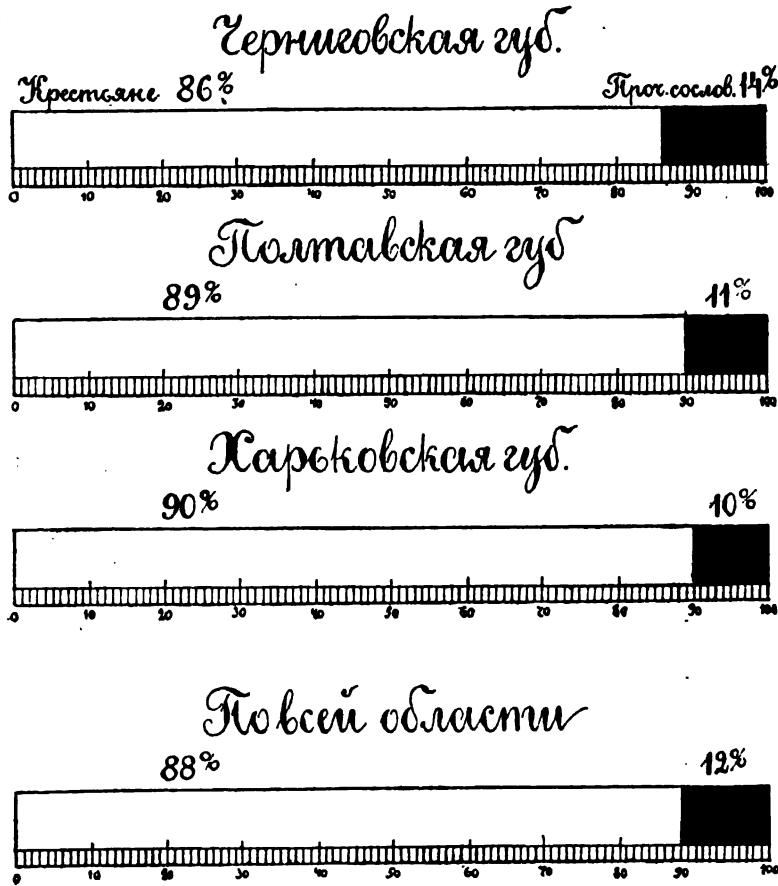 Черниговская губ.
Крестьяне 86% Проч. сослов. 14%
0 10 20 30 40 50 60 70 80 90 100
Полтавская губ
89% 11%
0 10 20 30 40 50 60 70 80 90 100
Харьковская губ.
90% 10%
0 10 20 30 40 50 60 70 80 90 100
По всей области
88% 12%
0 10 20 30 40 50 60 70 80 90 100